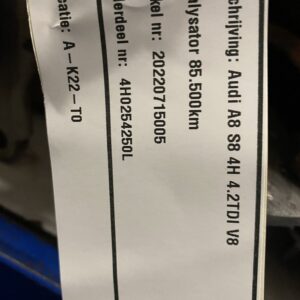 schrijving: Audi A8 S8 4H 4.2TDI V8
alysator 85.500km
kel nr: 20220715005
derdeel nr: 4H0254250L
catie: A-K22-T0